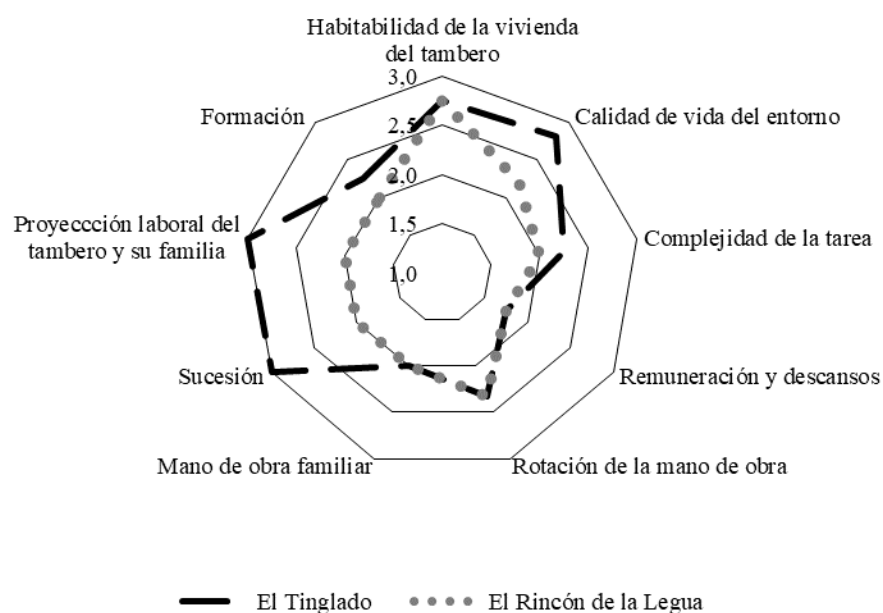 Habitabilidad de la vivienda
del tambero
3,0
Formación
Calidad de vida del entorno
2,5
2,0
Proyeccción laboral del
tambero y su familia
1,5
Complejidad de la tarea
1,0
Sucesión
Remuneración y descansos
Mano de obra familiar
Rotación de la mano de obra
El Tinglado
El Rincón de la Legua